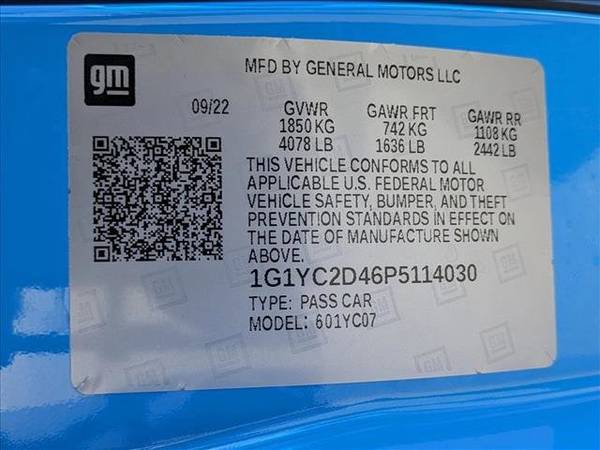 gm
MFD BY GENERAL MOTORS LLC
09/22 GVWR GAWR FRT GAWR RR
1850 KG 742 KG 1108 KG
4078 LB 1636 LB 2442 LB
THIS VEHICLE CONFORMS TO ALL
APPLICABLE U.S. FEDERAL MOTOR
VEHICLE SAFETY, BUMPER, AND THEFT
PREVENTION STANDARDS IN EFFECT ON
THE DATE OF MANUFACTURE SHOWN
ABOVE.
1G1YC2D46P5114030
TYPE: PASS CAR
MODEL: 601YC07